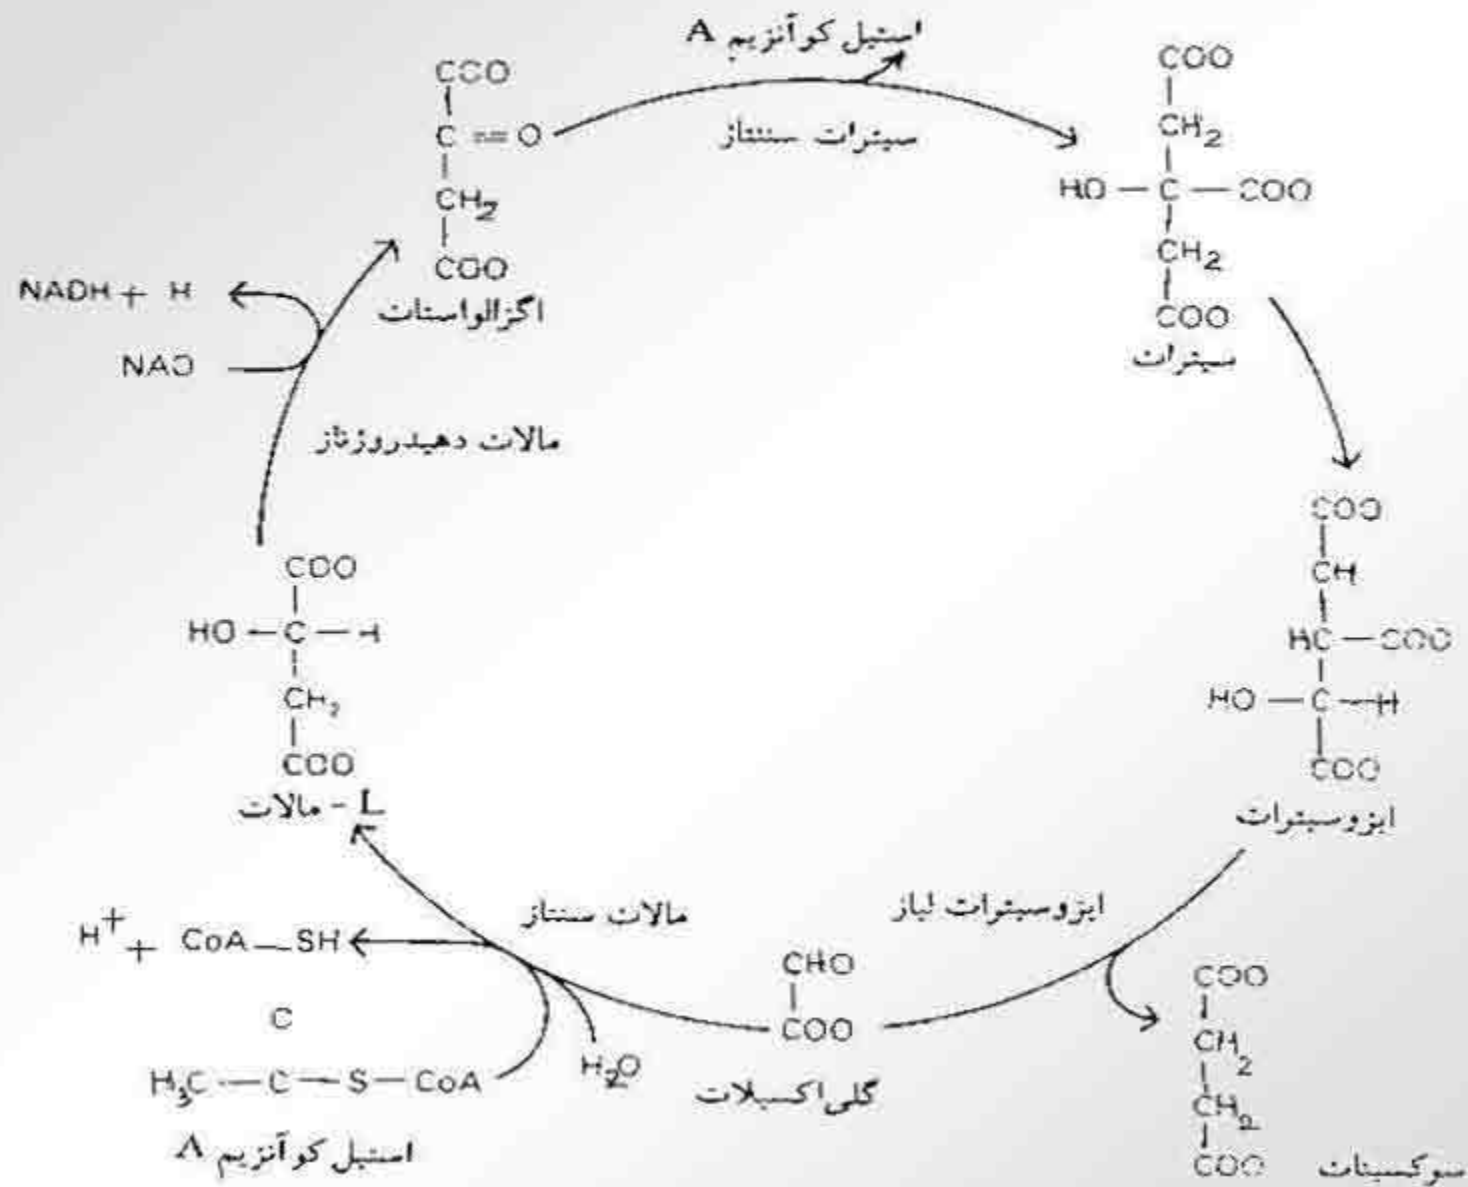 استیل کوآنزیم A
سیترات سنتتاز
COO
C = O
CH2
COO
اگزالواستات
COO
CH2
HO — C — COO
CH2
COO
سیترات
NADH + H
NAD
مالات دهیدروژناز
COO
CH
HC — COO
HO — C — H
COO
ایزوسیترات
COO
HO — C — H
CH2
COO
L - مالات
ایزوسیترات لیاز
مالات سنتاز
H+ + CoA — SH
CHO
COO
گلی اکسیلات
COO
CH2
CH2
COO
سوکسینات
C
H3C — C — S — CoA
H2O
استیل کوآنزیم A